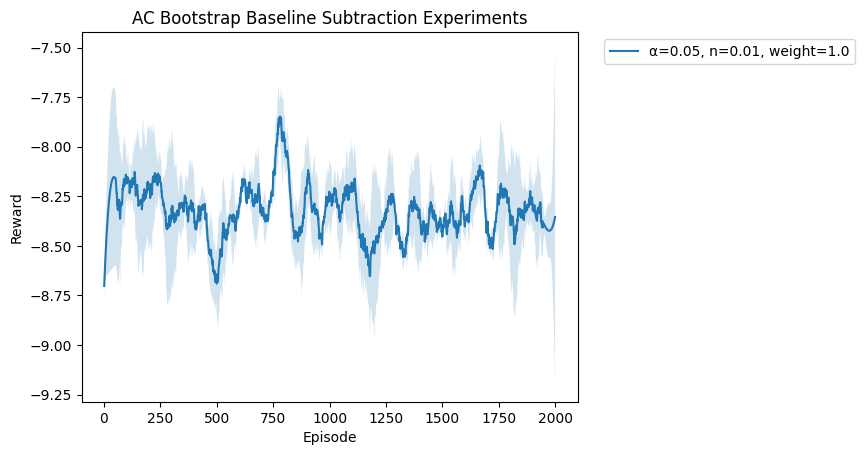 AC Bootstrap Baseline Subtraction Experiments
−7.50
−7.75
−8.00
−8.25
−8.50
−8.75
−9.00
−9.25
Reward
0 250 500 750 1000 1250 1500 1750 2000
Episode
α=0.05, n=0.01, weight=1.0